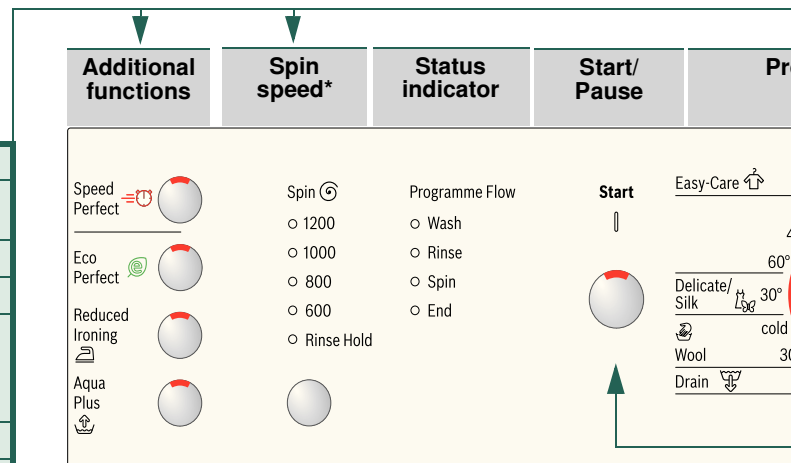 Additional
functions
Spin
speed*
Status
indicator
Start/
Pause
Speed
Perfect
Eco
Perfect
Reduced
Ironing
Aqua
Plus
Spin
1200
1000
800
600
Rinse Hold
Programme Flow
Wash
Rinse
Spin
End
Start
Easy-Care
60°
Delicate/
Silk 30°
cold
Wool
Drain